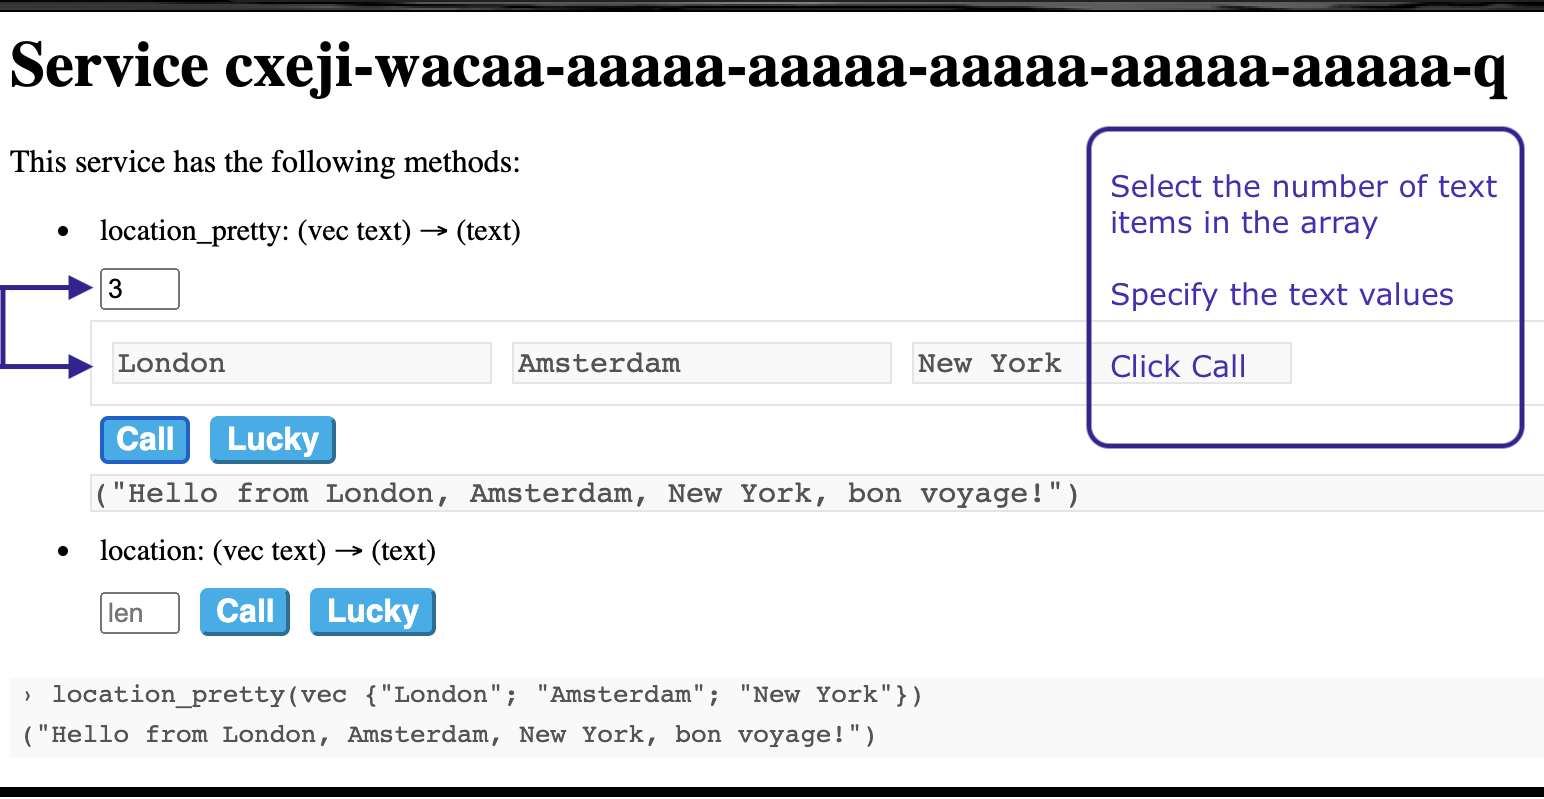 Service cxeji-wacaa-aaaaa-aaaaa-aaaaa-aaaaa-aaaaa-q
This service has the following methods:
• location_pretty: (vec text) → (text)
3
London Amsterdam New York
Call Lucky
("Hello from London, Amsterdam, New York, bon voyage!")
Select the number of text
items in the array
Specify the text values
Click Call
• location: (vec text) → (text)
len Call Lucky
› location_pretty(vec {"London"; "Amsterdam"; "New York"})
("Hello from London, Amsterdam, New York, bon voyage!")